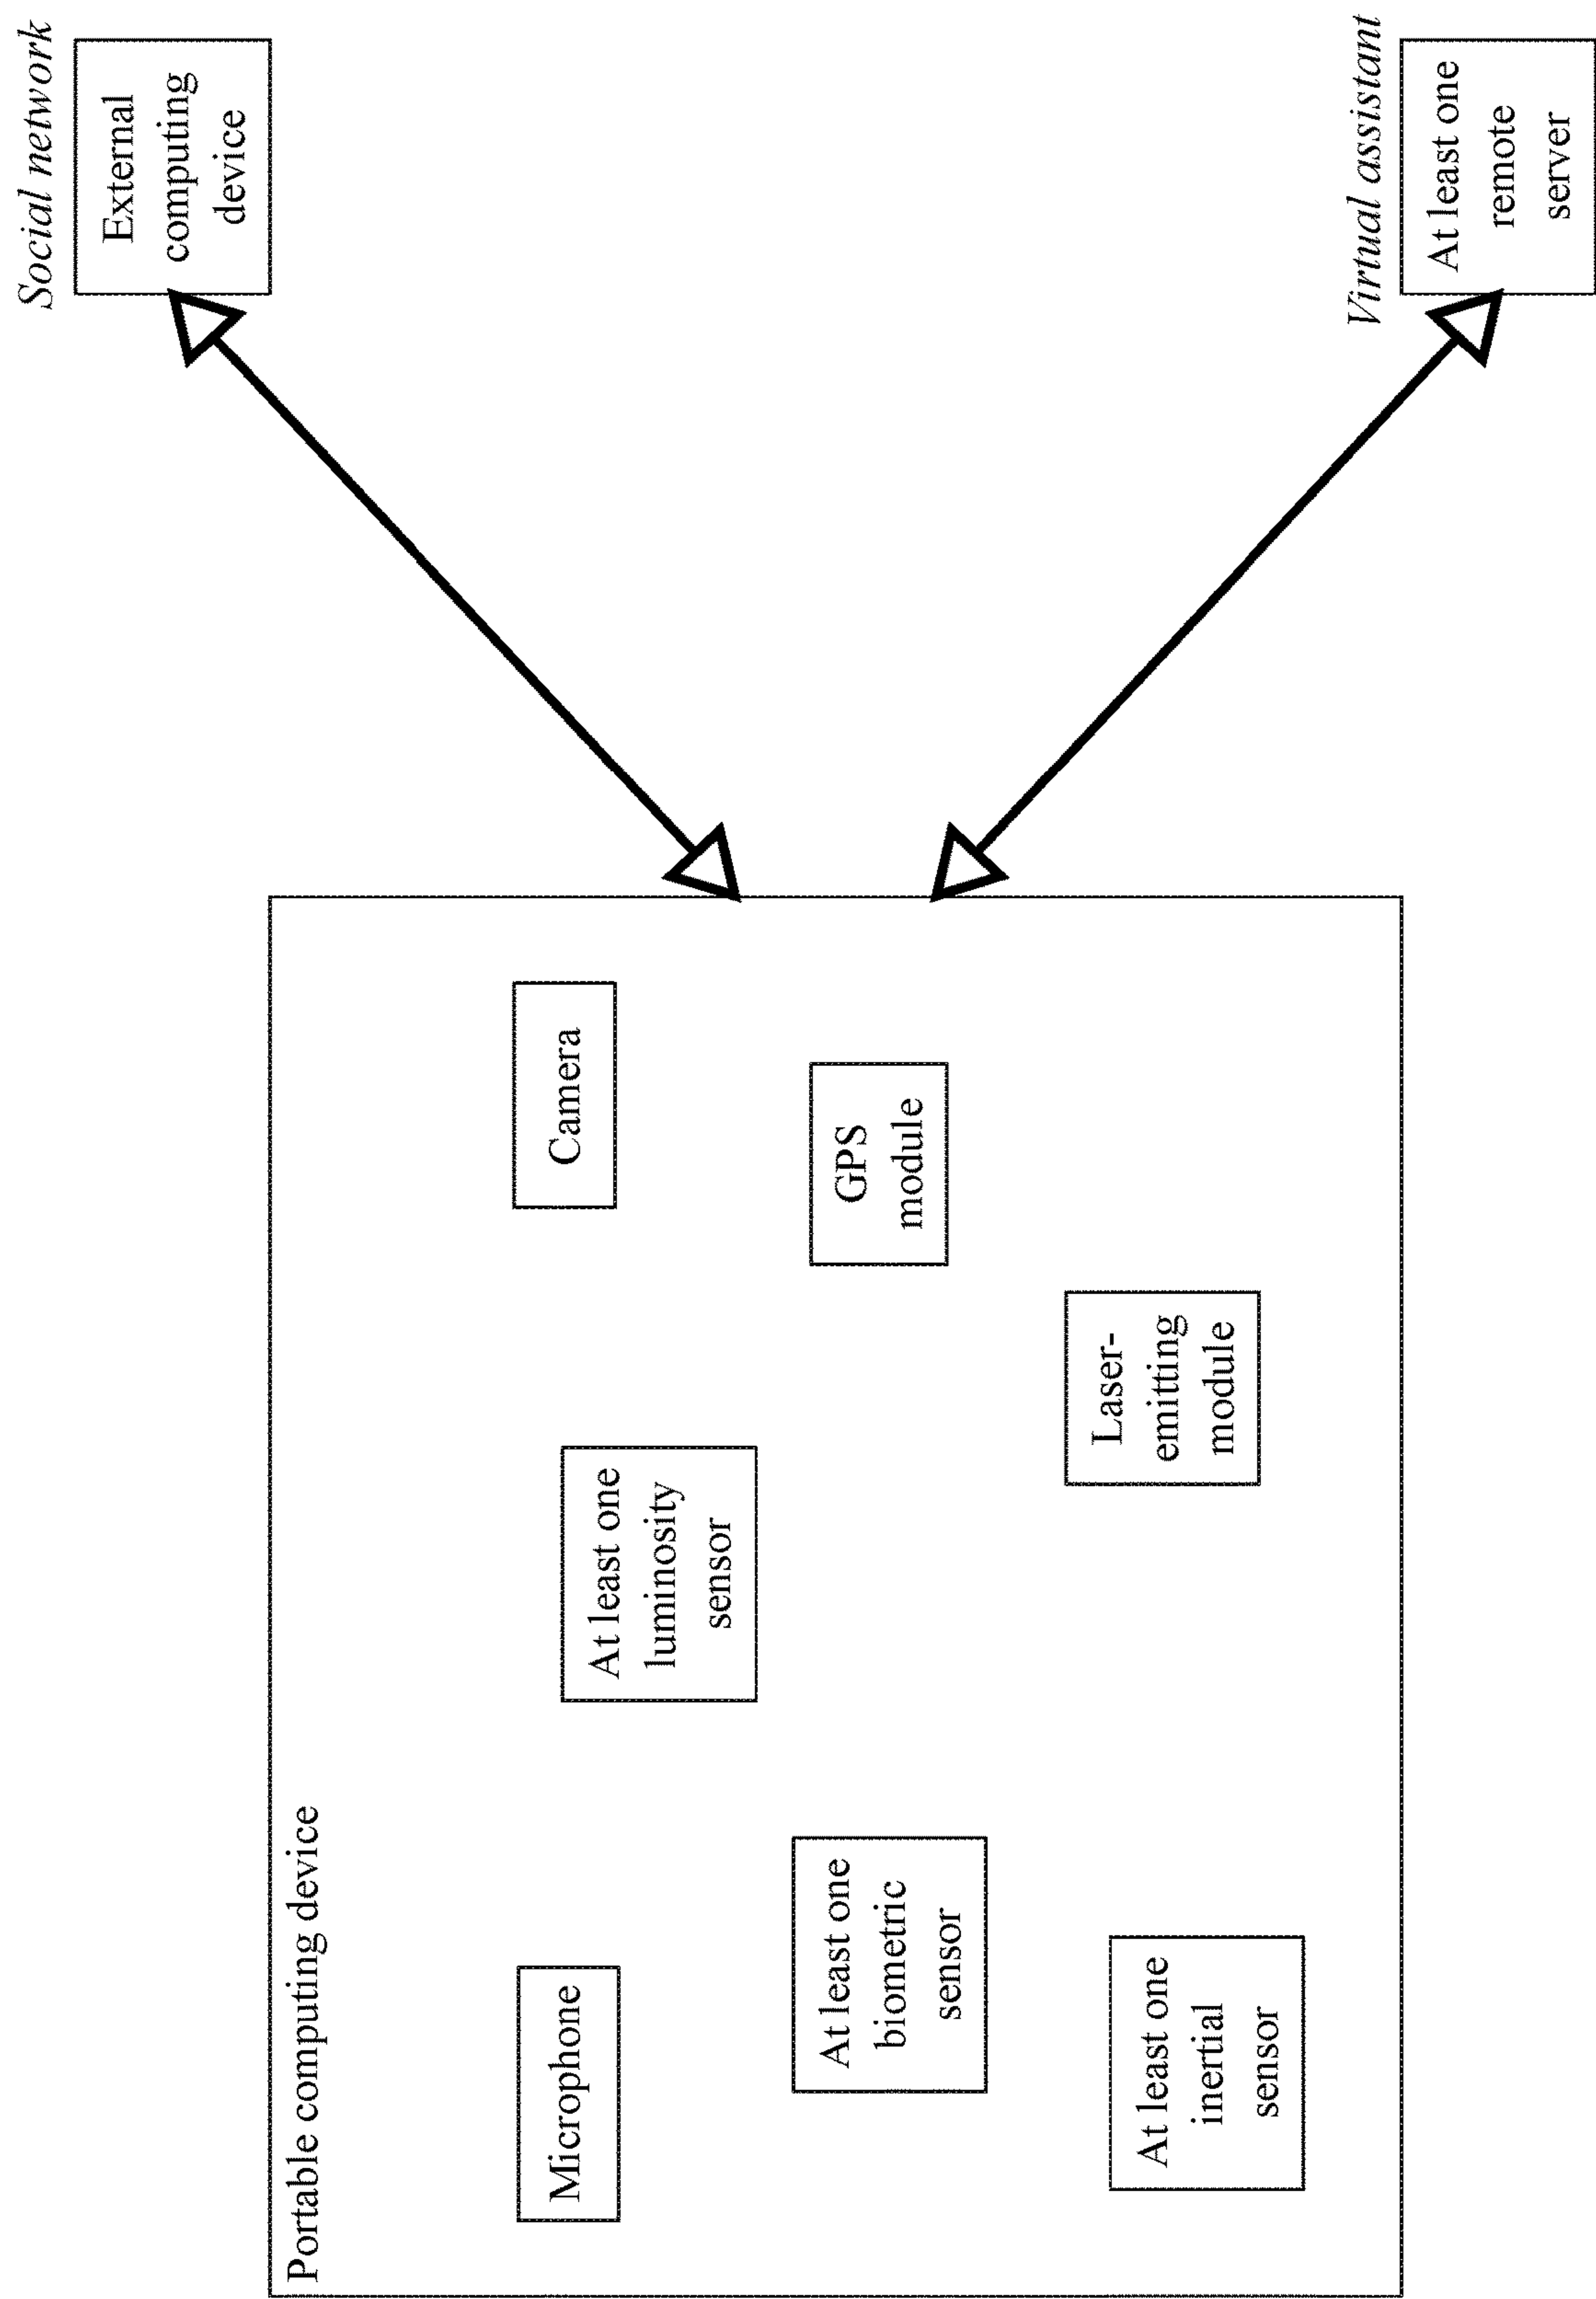 Portable computing device
Microphone
At least one
luminosity
sensor
Camera
At least one
biometric
sensor
GPS
module
At least one
inertial
sensor
Laser-
emitting
module
Social network
External
computing
device
Virtual assistant
At least one
remote
server